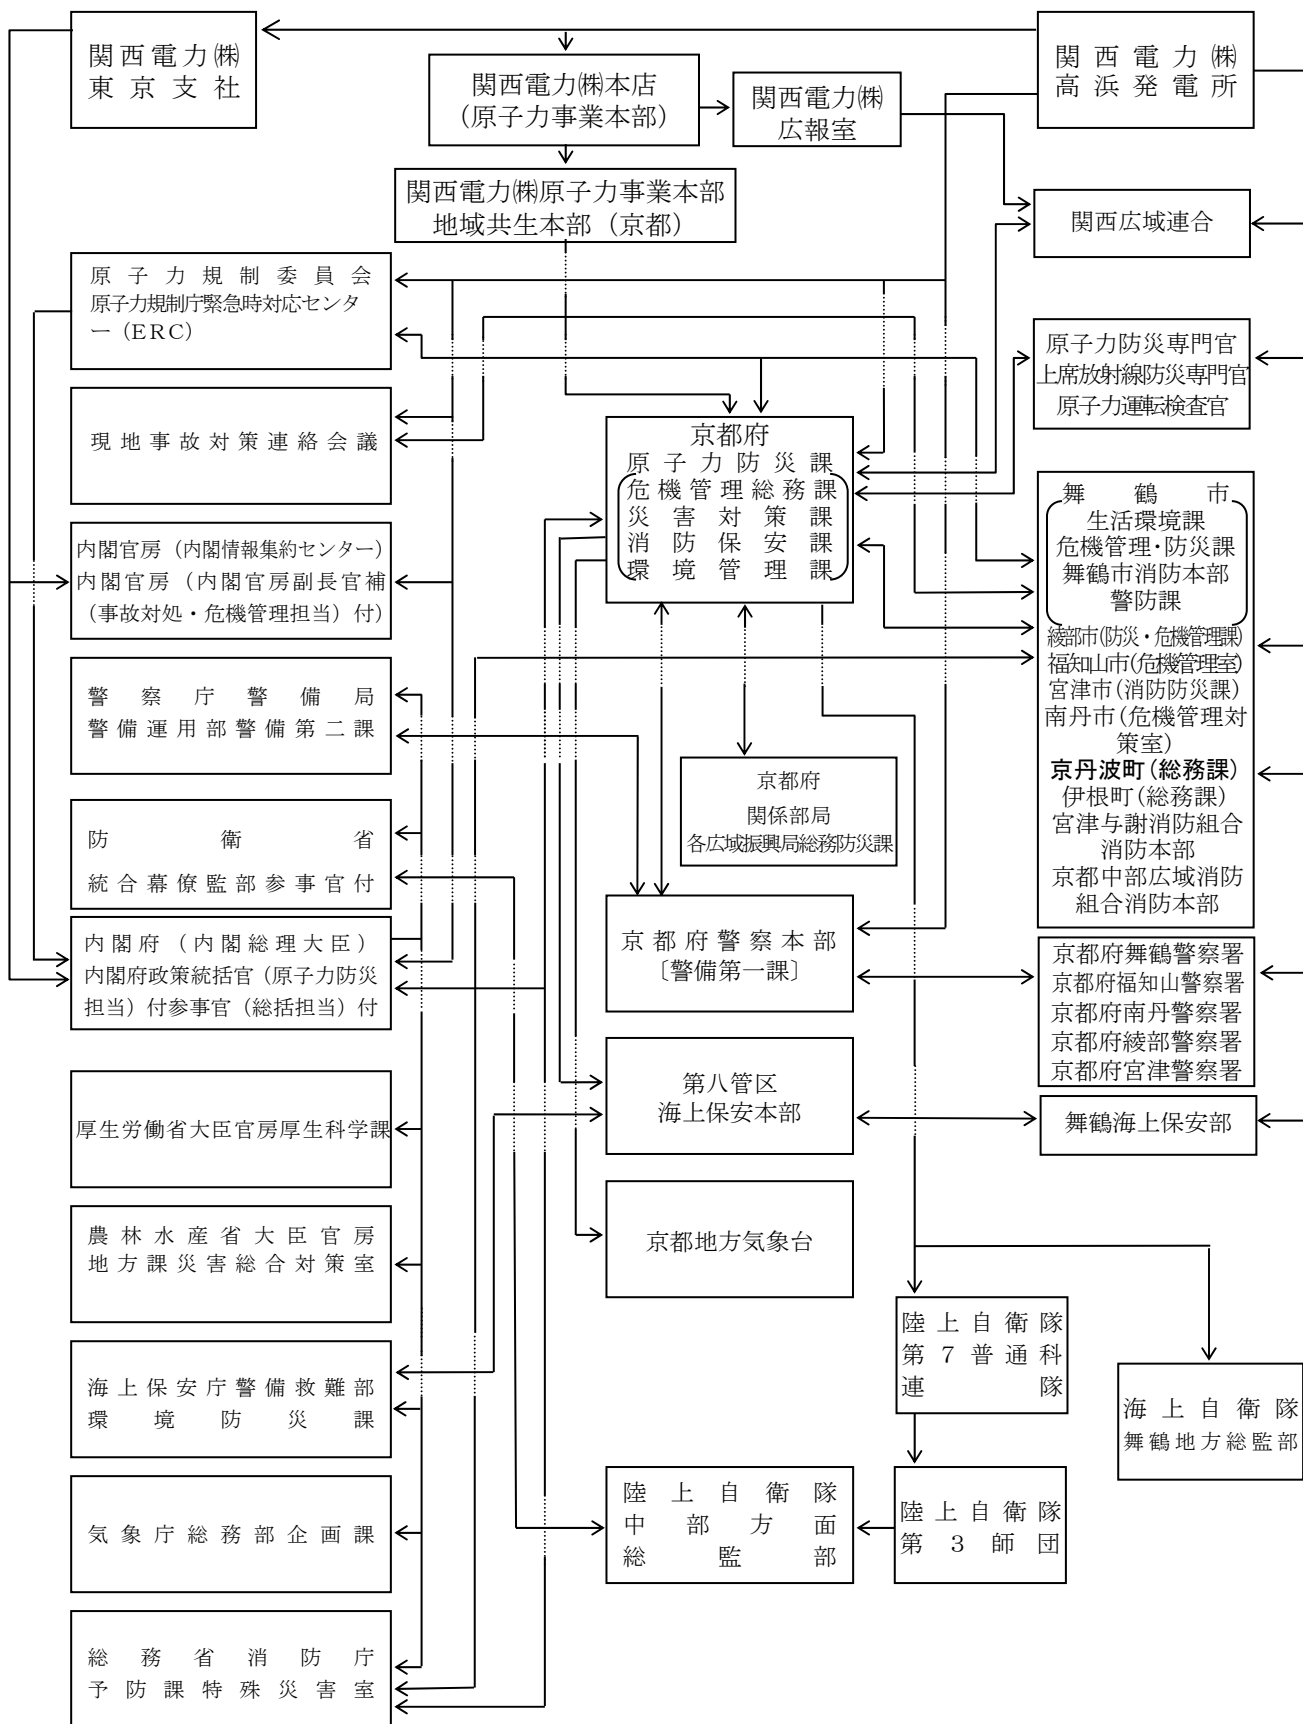 関西電力㈱
東京支社
関西電力㈱本店
(原子力事業本部)
関西電力㈱
広報室
関西電力㈱
高浜発電所
関西電力㈱原子力事業本部
地域共生本部（京都）
関西広域連合
原子力規制委員会
原子力規制庁緊急時対応センタ
ー（ERC）
原子力防災専門官
上席放射線防災専門官
原子力運転検査官
現地事故対策連絡会議
京都府
原子力防災課
危機管理総務課
災害対策課
消防保安課
環境管理課
舞鶴市
生活環境課
危機管理・防災課
舞鶴市消防本部
警防課
綾部市(防災・危機管理課)
福知山市(危機管理室)
宮津市(消防防災課)
南丹市(危機管理対
策室)
京丹波町(総務課)
伊根町(総務課)
宮津与謝消防組合
消防本部
京都中部広域消防
組合消防本部
内閣官房（内閣情報集約センター）
内閣官房（内閣官房副長官補
（事故対処・危機管理担当）付）
警察庁警備局
警備運用部警備第二課
京都府
関係部局
各広域振興局総務防災課
防衛省
統合幕僚監部参事官付
内閣府（内閣総理大臣）
内閣府政策統括官（原子力防災
担当）付参事官（総括担当）付
京都府警察本部
〔警備第一課〕
京都府舞鶴警察署
京都府福知山警察署
京都府南丹警察署
京都府綾部警察署
京都府宮津警察署
第八管区
海上保安本部
舞鶴海上保安部
厚生労働省大臣官房厚生科学課
京都地方気象台
農林水産省大臣官房
地方課災害総合対策室
陸上自衛隊
第７普通科
連隊
海上保安庁警備救難部
環境防災課
海上自衛隊
舞鶴地方総監部
気象庁総務部企画課
陸上自衛隊
中部方面
総監部
陸上自衛隊
第３師団
総務省消防庁
予防課特殊災害室